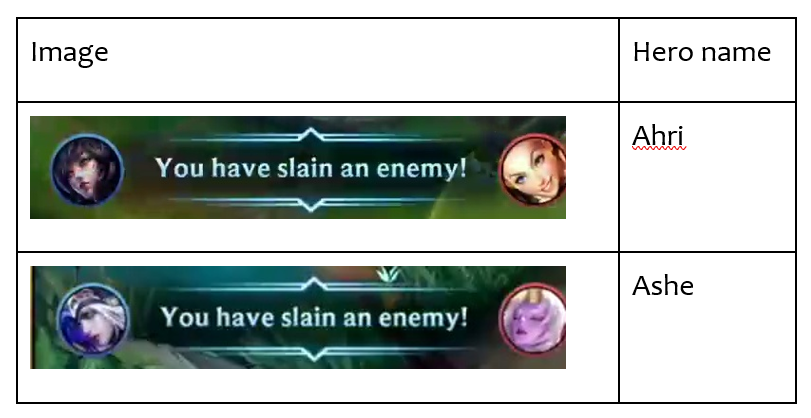 Image
Hero name
You have slain an enemy!
Ahri
You have slain an enemy!
Ashe